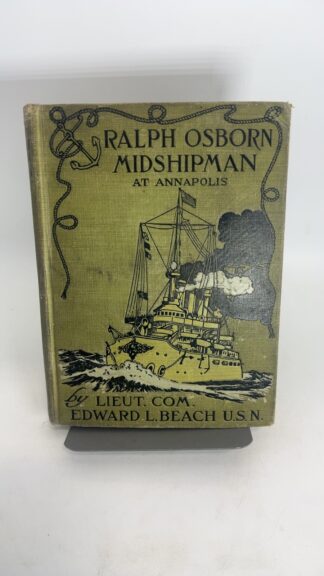 RALPH OSBORN
MIDSHIPMAN
AT ANNAPOLIS
by LIEUT. COM.
EDWARD L. BEACH U.S.N.